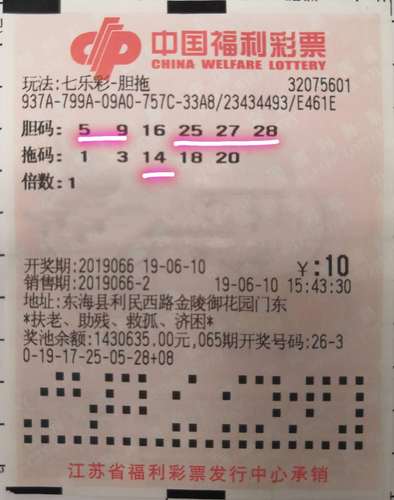 中国福利彩票
CHINA WELFARE LOTTERY
玩法:七乐彩-胆拖 32075601
937A-799A-09A0-757C-33A8/23434493/E461E
胆码: 5 9 16 25 27 28
拖码: 1 3 14 18 20
倍数:1
开奖期:2019066 19-06-10 ¥:10
销售期:2019066-2 19-06-10 15:43:30
地址:东海县利民西路金陵御花园门东
*扶老、助残、救孤、济困*
奖池余额:1430635.00元,065期开奖号码:26-3
0-19-17-25-05-28+08
江苏省福利彩票发行中心承销